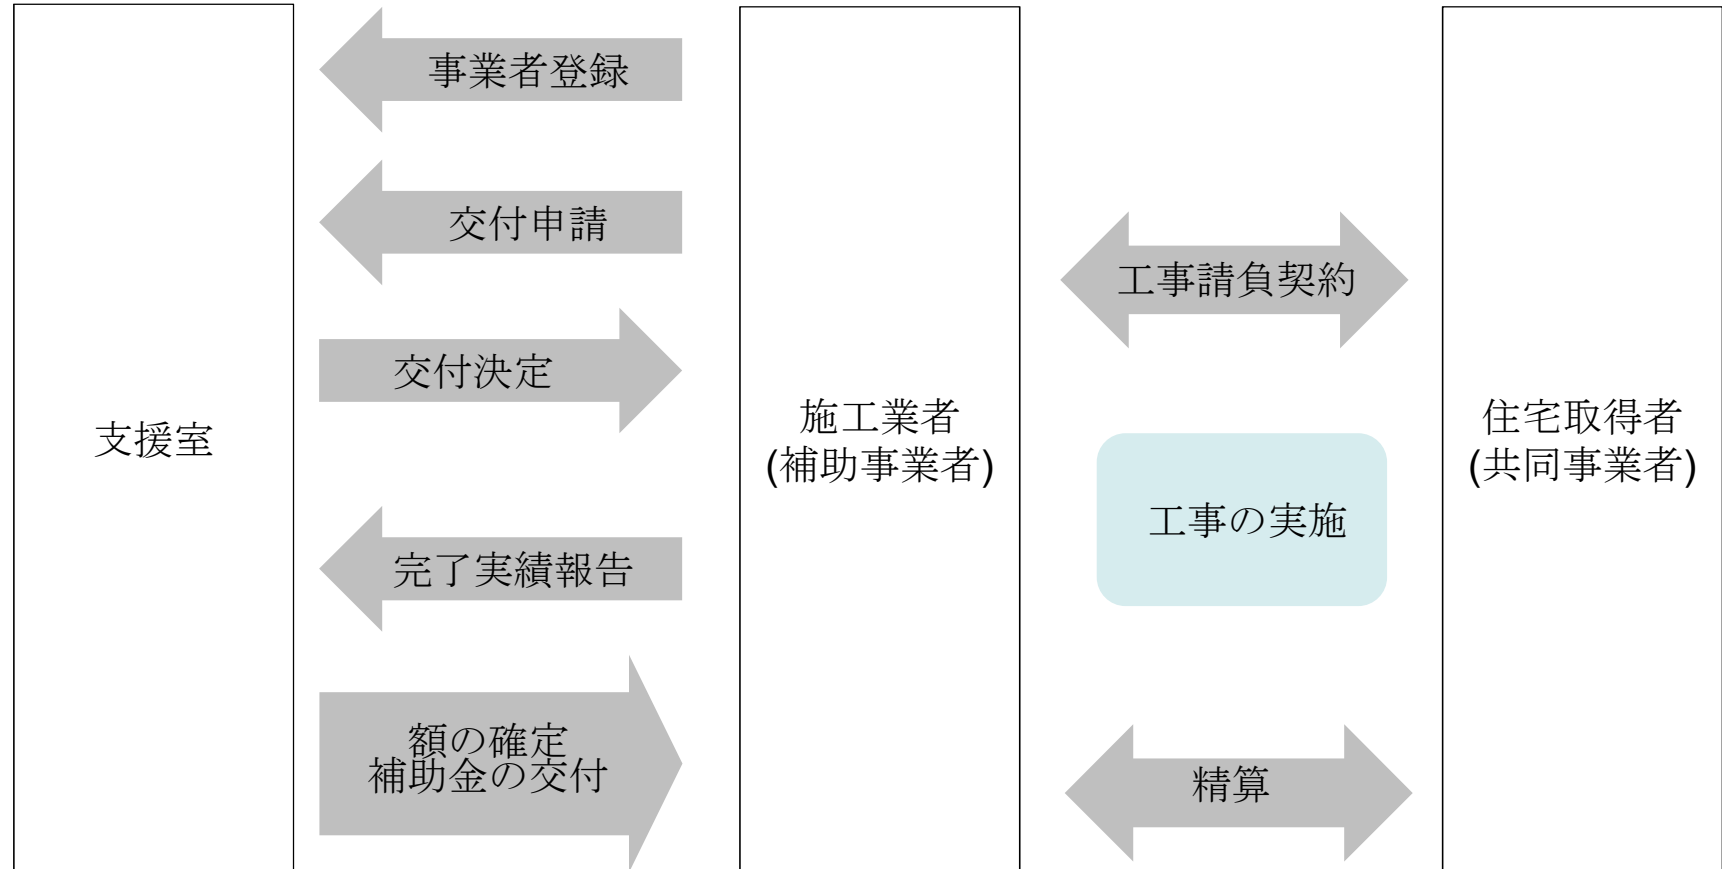 支援室
事業者登録
交付申請
交付決定
完了実績報告
額の確定
補助金の交付
施工業者
(補助事業者)
工事請負契約
工事の実施
精算
住宅取得者
(共同事業者)